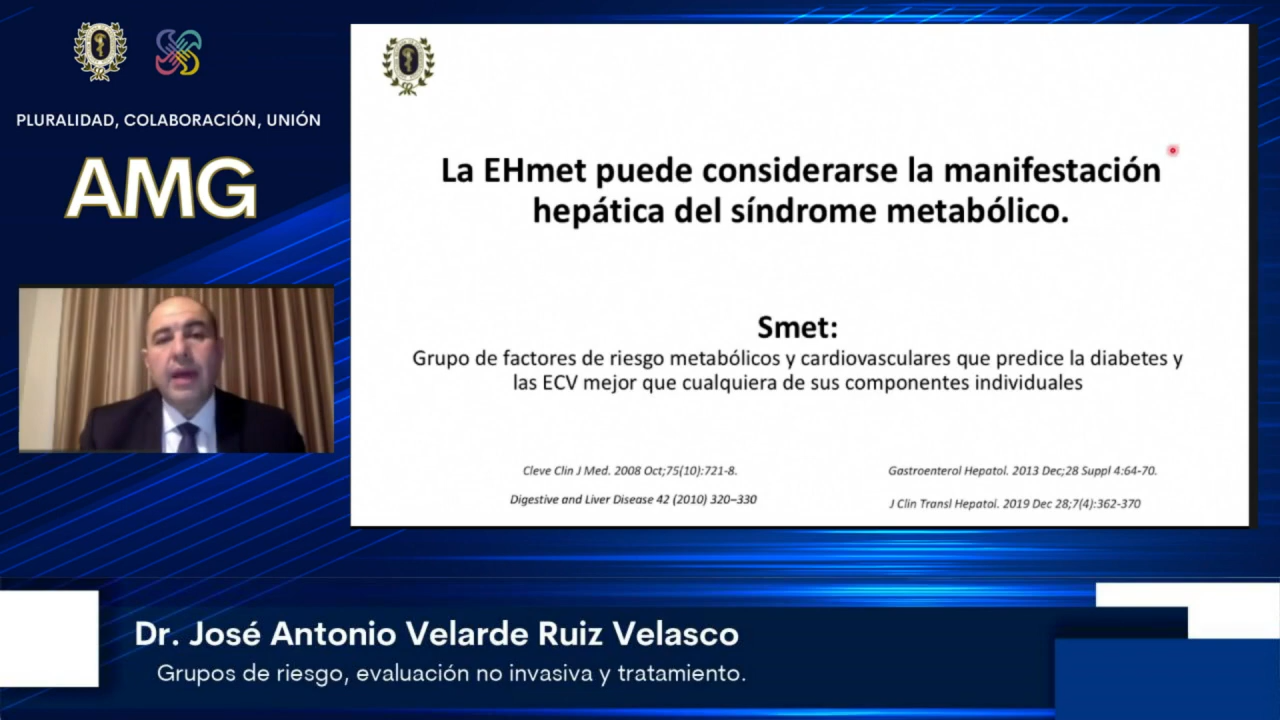 PLURALIDAD, COLABORACIÓN, UNIÓN
AMG
La EHmet puede considerarse la manifestación
hepática del síndrome metabólico.
Smet:
Grupo de factores de riesgo metabólicos y cardiovasculares que predice la diabetes y
las ECV mejor que cualquiera de sus componentes individuales
Cleve Clin J Med. 2008 Oct;75(10):721-8.
Digestive and Liver Disease 42 (2010) 320–330
Gastroenterol Hepatol. 2013 Dec;28 Suppl 4:64-70.
J Clin Transl Hepatol. 2019 Dec 28;7(4):362-370
Dr. José Antonio Velarde Ruiz Velasco
Grupos de riesgo, evaluación no invasiva y tratamiento.